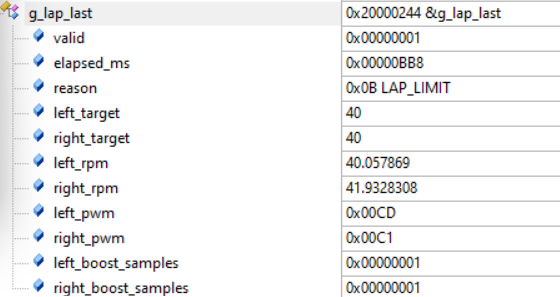 g_lap_last 0x20000244 &g_lap_last
valid 0x00000001
elapsed_ms 0x00000BB8
reason 0x0B LAP_LIMIT
left_target 40
right_target 40
left_rpm 40.057869
right_rpm 41.9328308
left_pwm 0x00CD
right_pwm 0x00C1
left_boost_samples 0x00000001
right_boost_samples 0x00000001